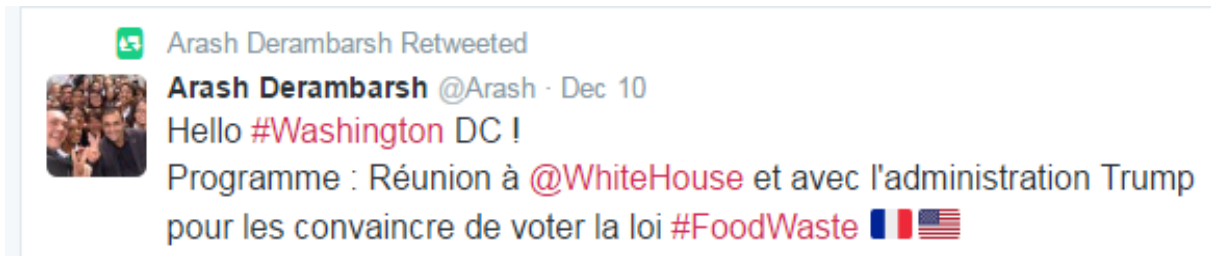 Arash Derambarsh Retweeted
Arash Derambarsh @Arash · Dec 10
Hello #Washington DC !
Programme : Réunion à @WhiteHouse et avec l'administration Trump
pour les convaincre de voter la loi #FoodWaste 🇫🇷🇺🇸